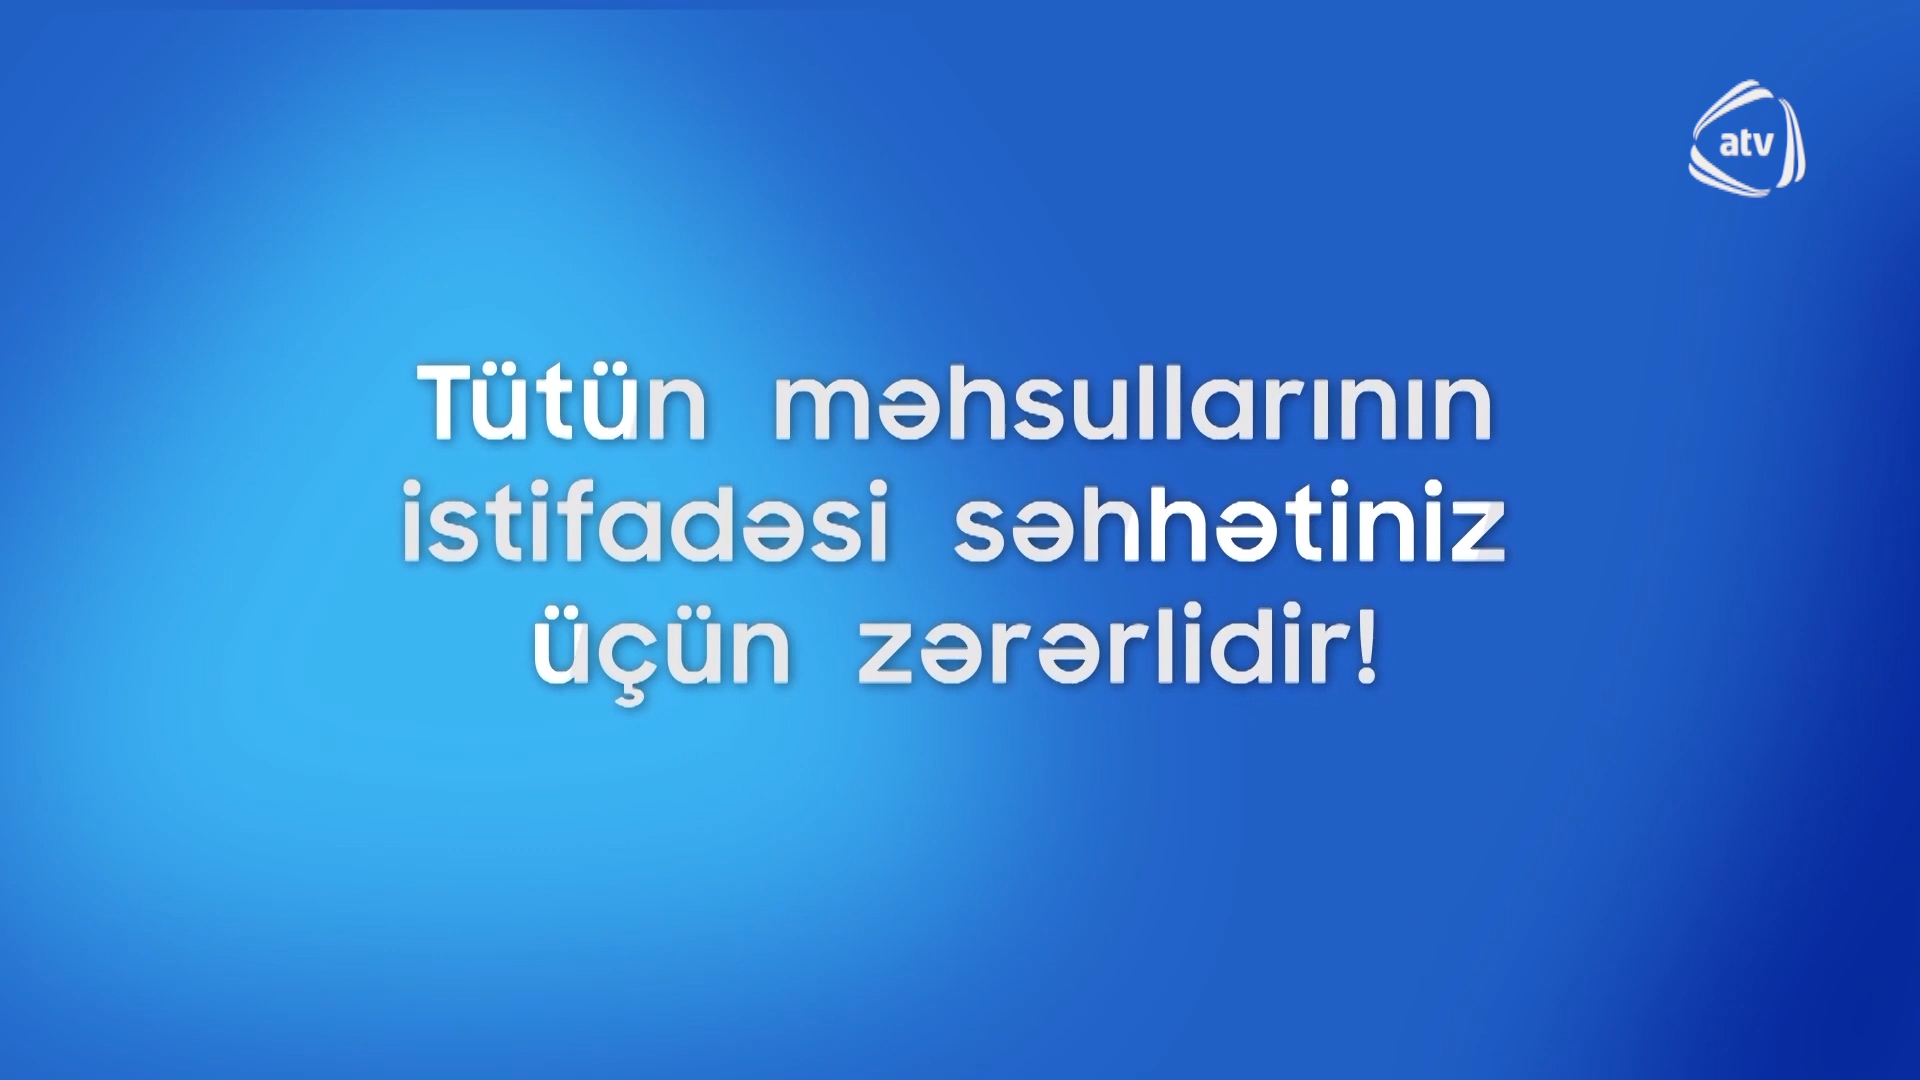 atv
Tütün məhsullarının
istifadəsi səhhətiniz
üçün zərərlidir!